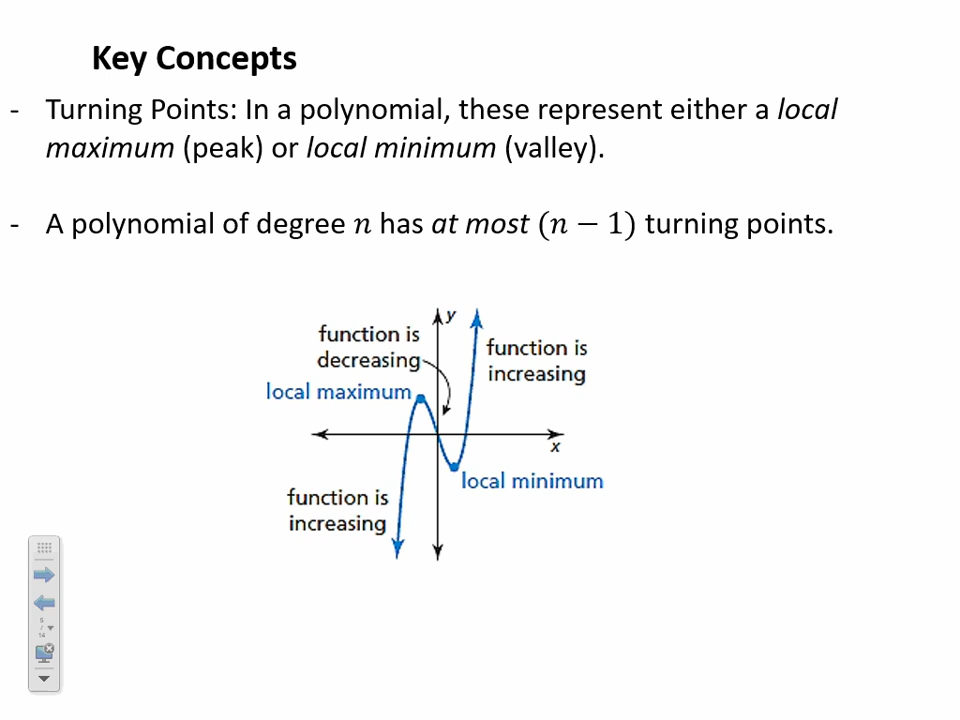 Key Concepts
- Turning Points: In a polynomial, these represent either a local
maximum (peak) or local minimum (valley).
- A polynomial of degree 𝑛 has at most (𝑛 − 1) turning points.
y
function is
decreasing
function is
increasing
local maximum
x
local minimum
function is
increasing
5
/
14